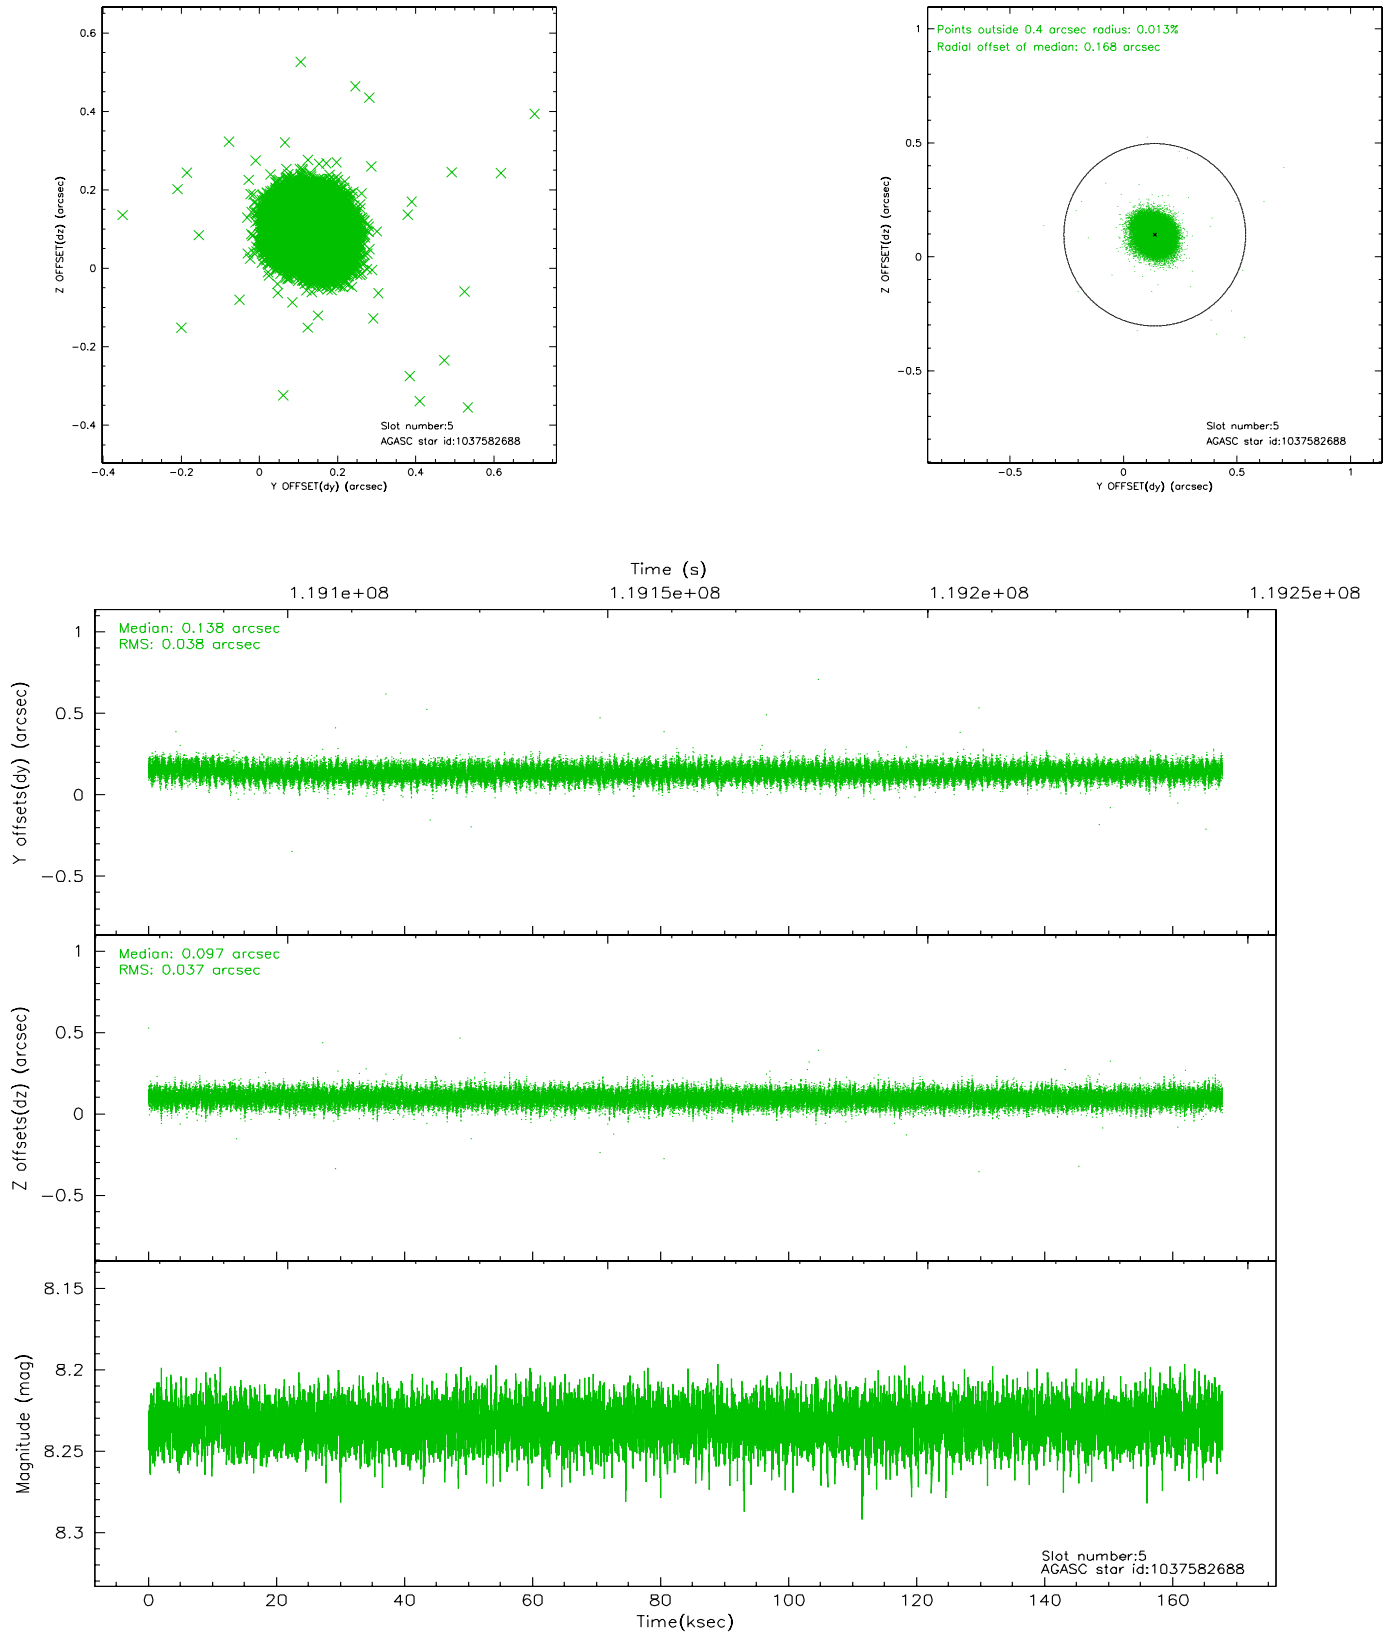 0.6
0.4
0.2
0
−0.2
−0.4
Z OFFSET(dz) (arcsec)
−0.4 −0.2 0 0.2 0.4 0.6
Y OFFSET(dy) (arcsec)
Slot number:5
AGASC star id:1037582688
Points outside 0.4 arcsec radius: 0.013%
Radial offset of median: 0.168 arcsec
1
0.5
0
−0.5
Z OFFSET(dz) (arcsec)
−0.5 0 0.5 1
Y OFFSET(dy) (arcsec)
Slot number:5
AGASC star id:1037582688
Time (s)
1.191e+08 1.1915e+08 1.192e+08 1.1925e+08
Median: 0.138 arcsec
RMS: 0.038 arcsec
1
0.5
0
−0.5
Y offsets(dy) (arcsec)
Median: 0.097 arcsec
RMS: 0.037 arcsec
1
0.5
0
−0.5
Z offsets(dz) (arcsec)
8.15
8.2
8.25
8.3
Magnitude (mag)
Slot number:5
AGASC star id:1037582688
0 20 40 60 80 100 120 140 160
Time(ksec)